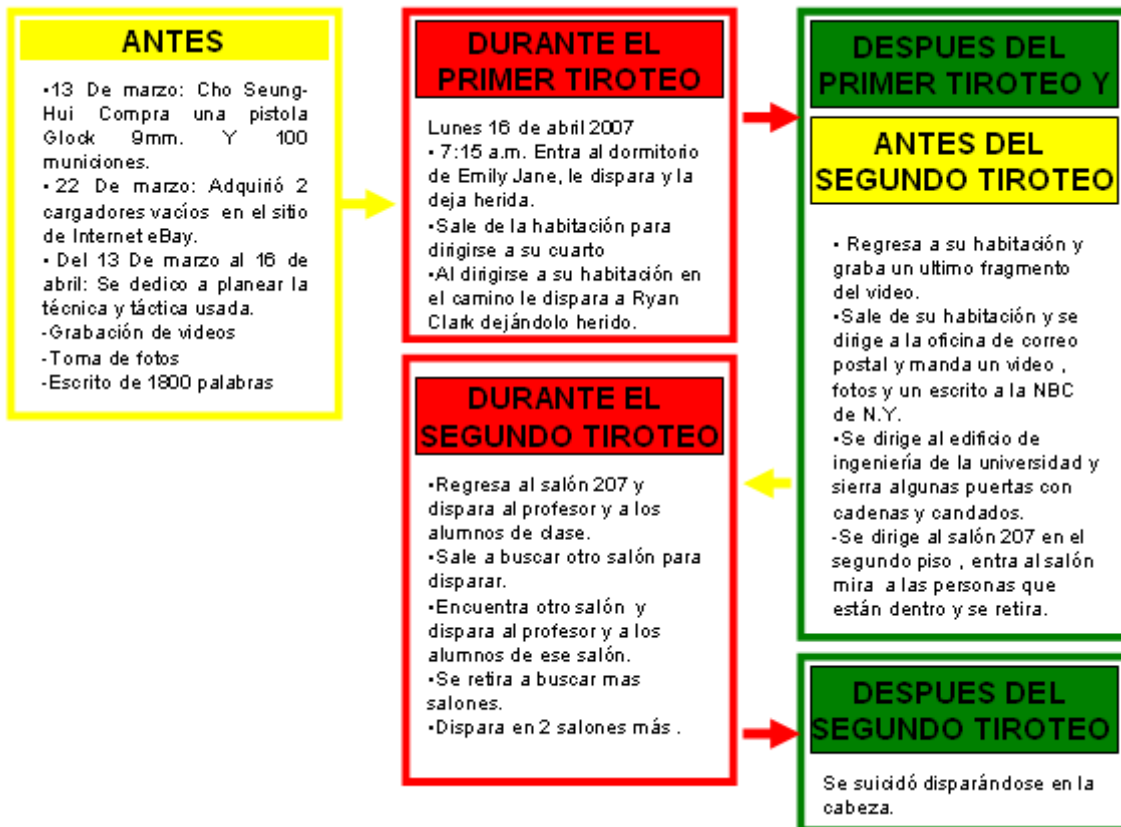 ANTES
•13 De marzo: Cho Seung-
Hui Compra una pistola
Glock 9mm. Y 100
municiones.
•22 De marzo: Adquirió 2
cargadores vacíos en el sitio
de Internet eBay.
•Del 13 De marzo al 16 de
abril: Se dedico a planear la
técnica y táctica usada.
-Grabación de videos
-Toma de fotos
-Escrito de 1800 palabras
DURANTE EL
PRIMER TIROTEO
Lunes 16 de abril 2007
• 7:15 a.m. Entra al dormitorio
de Emily Jane, le dispara y la
deja herida.
•Sale de la habitación para
dirigirse a su cuarto
•Al dirigirse a su habitación en
el camino le dispara a Ryan
Clark dejándolo herido.
DESPUES DEL
PRIMER TIROTEO Y
ANTES DEL
SEGUNDO TIROTEO
• Regresa a su habitación y
graba un ultimo fragmento
del video.
•Sale de su habitación y se
dirige a la oficina de correo
postal y manda un video ,
fotos y un escrito a la NBC
de N.Y.
•Se dirige al edificio de
ingeniería de la universidad y
sierra algunas puertas con
cadenas y candados.
-Se dirige al salón 207 en el
segundo piso , entra al salón
mira a las personas que
están dentro y se retira.
DURANTE EL
SEGUNDO TIROTEO
•Regresa al salón 207 y
dispara al profesor y a los
alumnos de clase.
•Sale a buscar otro salón para
disparar.
•Encuentra otro salón y
dispara al profesor y a los
alumnos de ese salón.
•Se retira a buscar mas
salones.
•Dispara en 2 salones más .
DESPUES DEL
SEGUNDO TIROTEO
Se suicidó disparándose en la
cabeza.